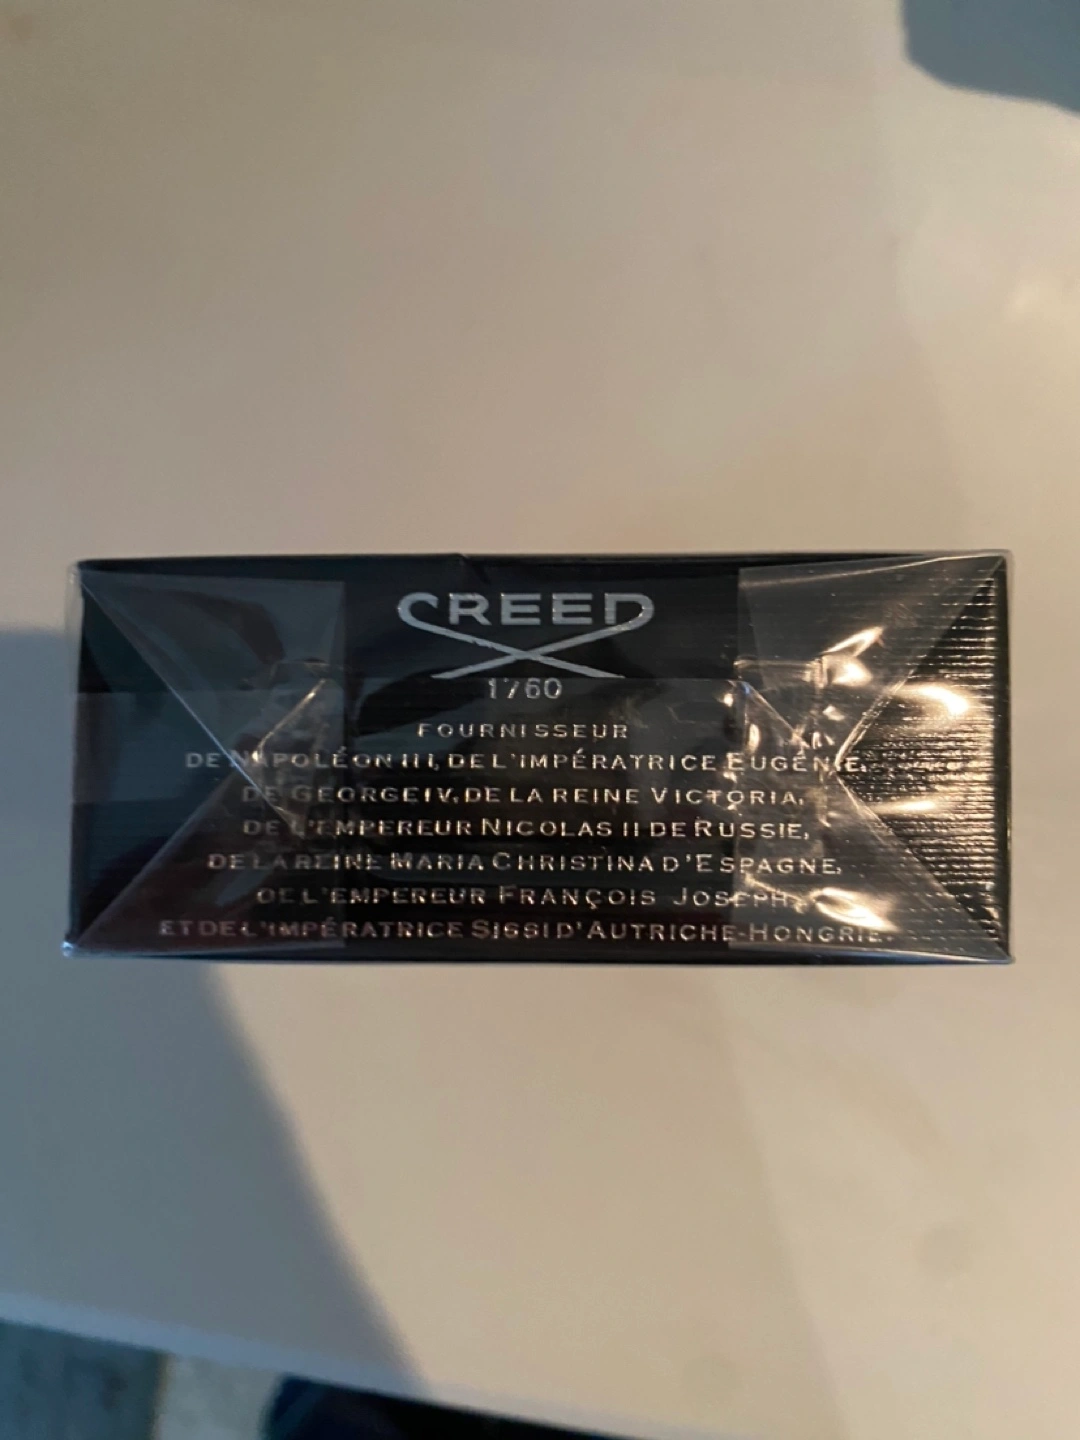 CREED
1760
FOURNISSEUR
DE NAPOLÉON III, DE L'IMPÉRATRICE EUGÉNIE,
DE GEORGE IV, DE LA REINE VICTORIA,
DE L'EMPEREUR NICOLAS II DE RUSSIE,
DE LA REINE MARIA CHRISTINA D'ESPAGNE,
DE L'EMPEREUR FRANÇOIS JOSEPH,
ET DE L'IMPÉRATRICE SISSI D'AUTRICHE-HONGRIE.